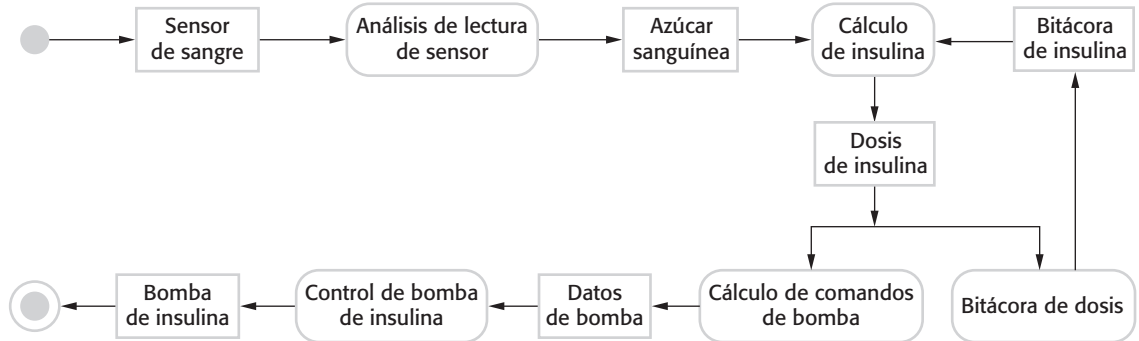 Sensor
de sangre
Análisis de lectura
de sensor
Azúcar
sanguínea
Cálculo
de insulina
Bitácora
de insulina
Dosis
de insulina
Bomba
de insulina
Control de bomba
de insulina
Datos
de bomba
Cálculo de comandos
de bomba
Bitácora de dosis